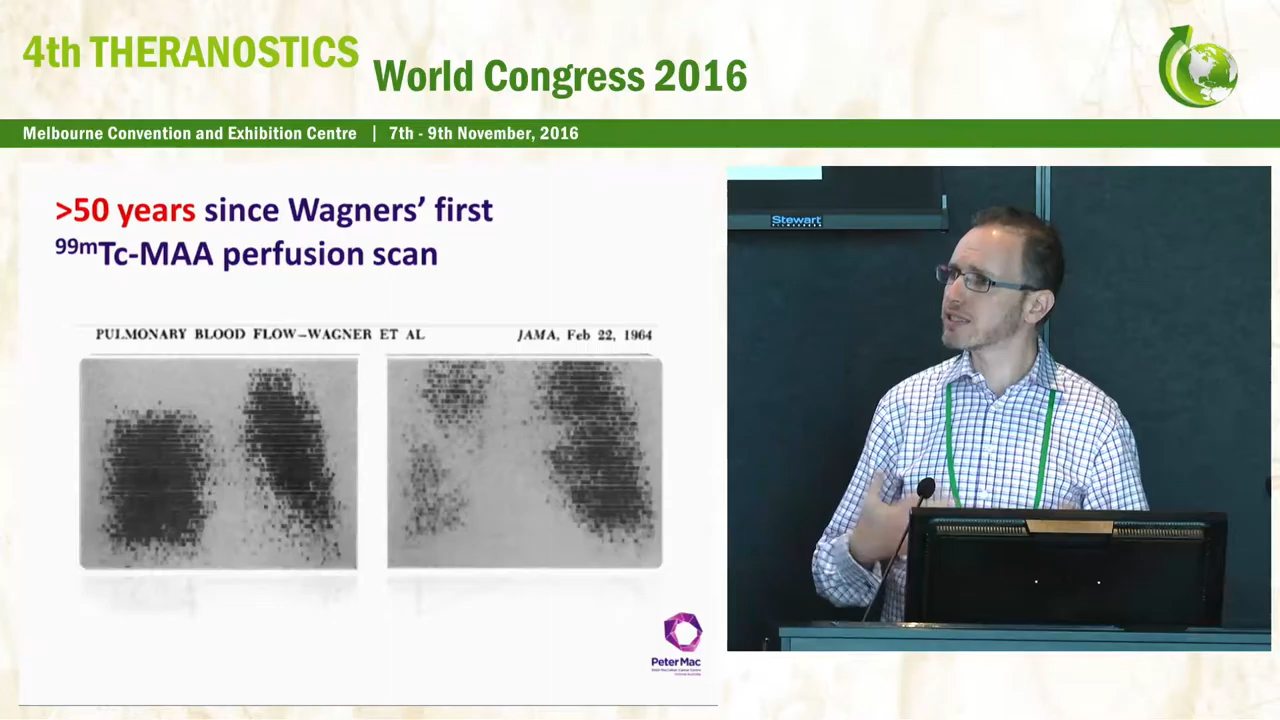 4th THERANOSTICS
World Congress 2016
Melbourne Convention and Exhibition Centre | 7th - 9th November, 2016
>50 years since Wagners’ first
99mTc-MAA perfusion scan
PULMONARY BLOOD FLOW–WAGNER ET AL
JAMA, Feb 22, 1964
Peter Mac
Stewart